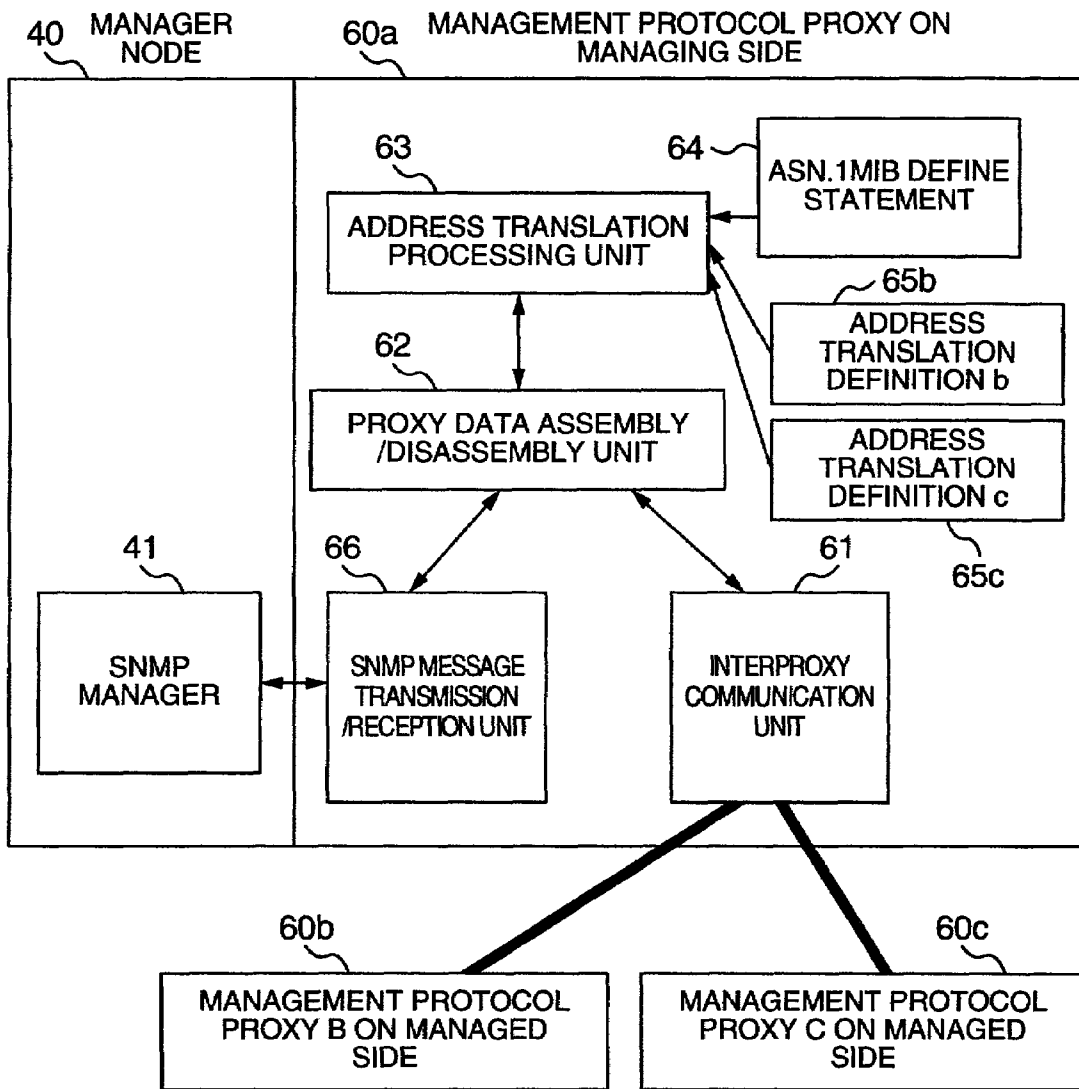 40
MANAGER
NODE
60a
MANAGEMENT PROTOCOL PROXY ON
MANAGING SIDE
63
ADDRESS TRANSLATION
PROCESSING UNIT
64
ASN.1MIB DEFINE
STATEMENT
65b
ADDRESS
TRANSLATION
DEFINITION b
62
PROXY DATA ASSEMBLY
/DISASSEMBLY UNIT
ADDRESS
TRANSLATION
DEFINITION c
65c
41
SNMP
MANAGER
66
SNMP MESSAGE
TRANSMISSION
/RECEPTION UNIT
61
INTERPROXY
COMMUNICATION
UNIT
60b
MANAGEMENT PROTOCOL
PROXY B ON MANAGED
SIDE
60c
MANAGEMENT PROTOCOL
PROXY C ON MANAGED
SIDE